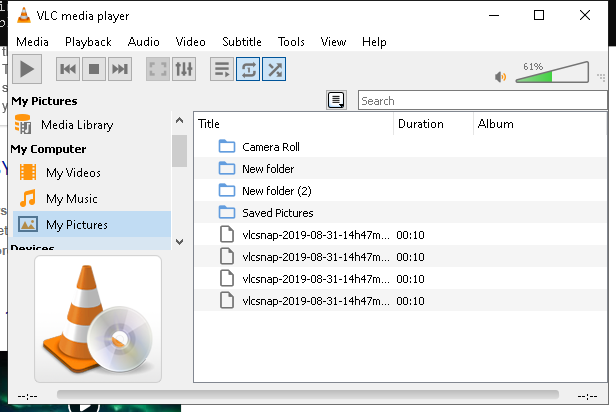 VLC media player
Media Playback Audio Video Subtitle Tools View Help
61%
My Pictures
Search
Media Library
My Computer
My Videos
My Music
My Pictures
Devices
Title Duration Album
Camera Roll
New folder
New folder (2)
Saved Pictures
vlcsnap-2019-08-31-14h47m... 00:10
vlcsnap-2019-08-31-14h47m... 00:10
vlcsnap-2019-08-31-14h47m... 00:10
vlcsnap-2019-08-31-14h47m... 00:10
--:-- --:--